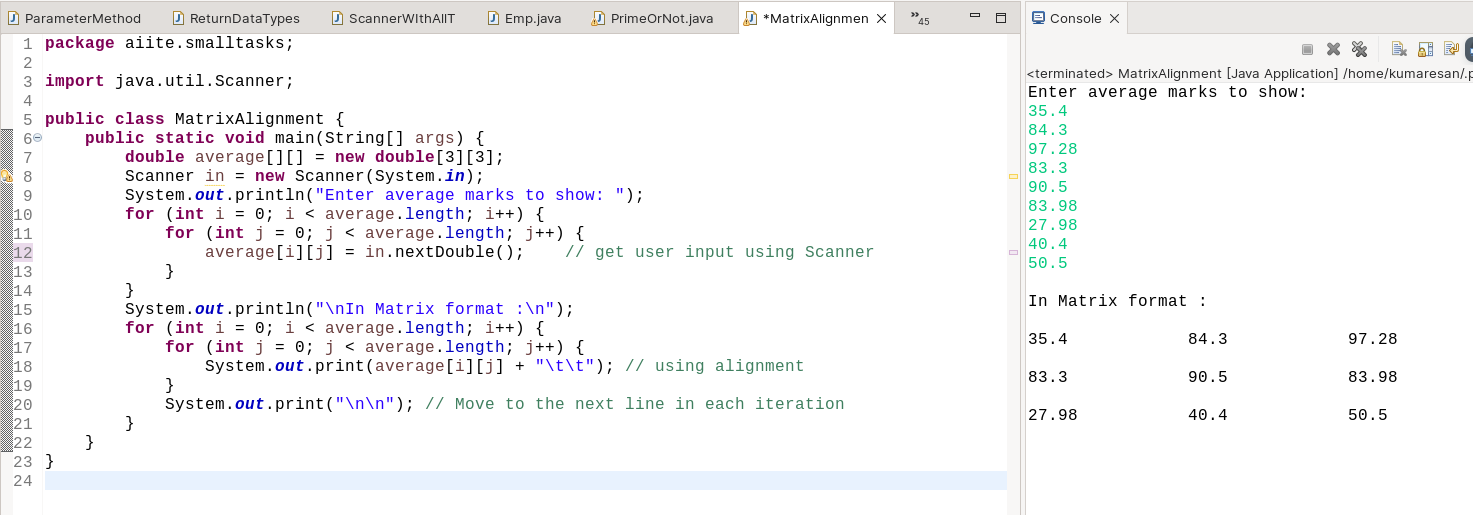 ParameterMethod ReturnDataTypes ScannerWIthAllT Emp.java PrimeOrNot.java *MatrixAlignmen 45
1 package aiite.smalltasks;
2
3 import java.util.Scanner;
4
5 public class MatrixAlignment {
6 public static void main(String[] args) {
7 double average[][] = new double[3][3];
8 Scanner in = new Scanner(System.in);
9 System.out.println("Enter average marks to show: ");
10 for (int i = 0; i < average.length; i++) {
11 for (int j = 0; j < average.length; j++) {
12 average[i][j] = in.nextDouble(); // get user input using Scanner
13 }
14 }
15 System.out.println("\nIn Matrix format :\n");
16 for (int i = 0; i < average.length; i++) {
17 for (int j = 0; j < average.length; j++) {
18 System.out.print(average[i][j] + "\t\t"); // using alignment
19 }
20 System.out.print("\n\n"); // Move to the next line in each iteration
21 }
22 }
23 }
24
Console
<terminated> MatrixAlignment [Java Application] /home/kumaresan/.p
Enter average marks to show:
35.4
84.3
97.28
83.3
90.5
83.98
27.98
40.4
50.5
In Matrix format :
35.4 84.3 97.28
83.3 90.5 83.98
27.98 40.4 50.5